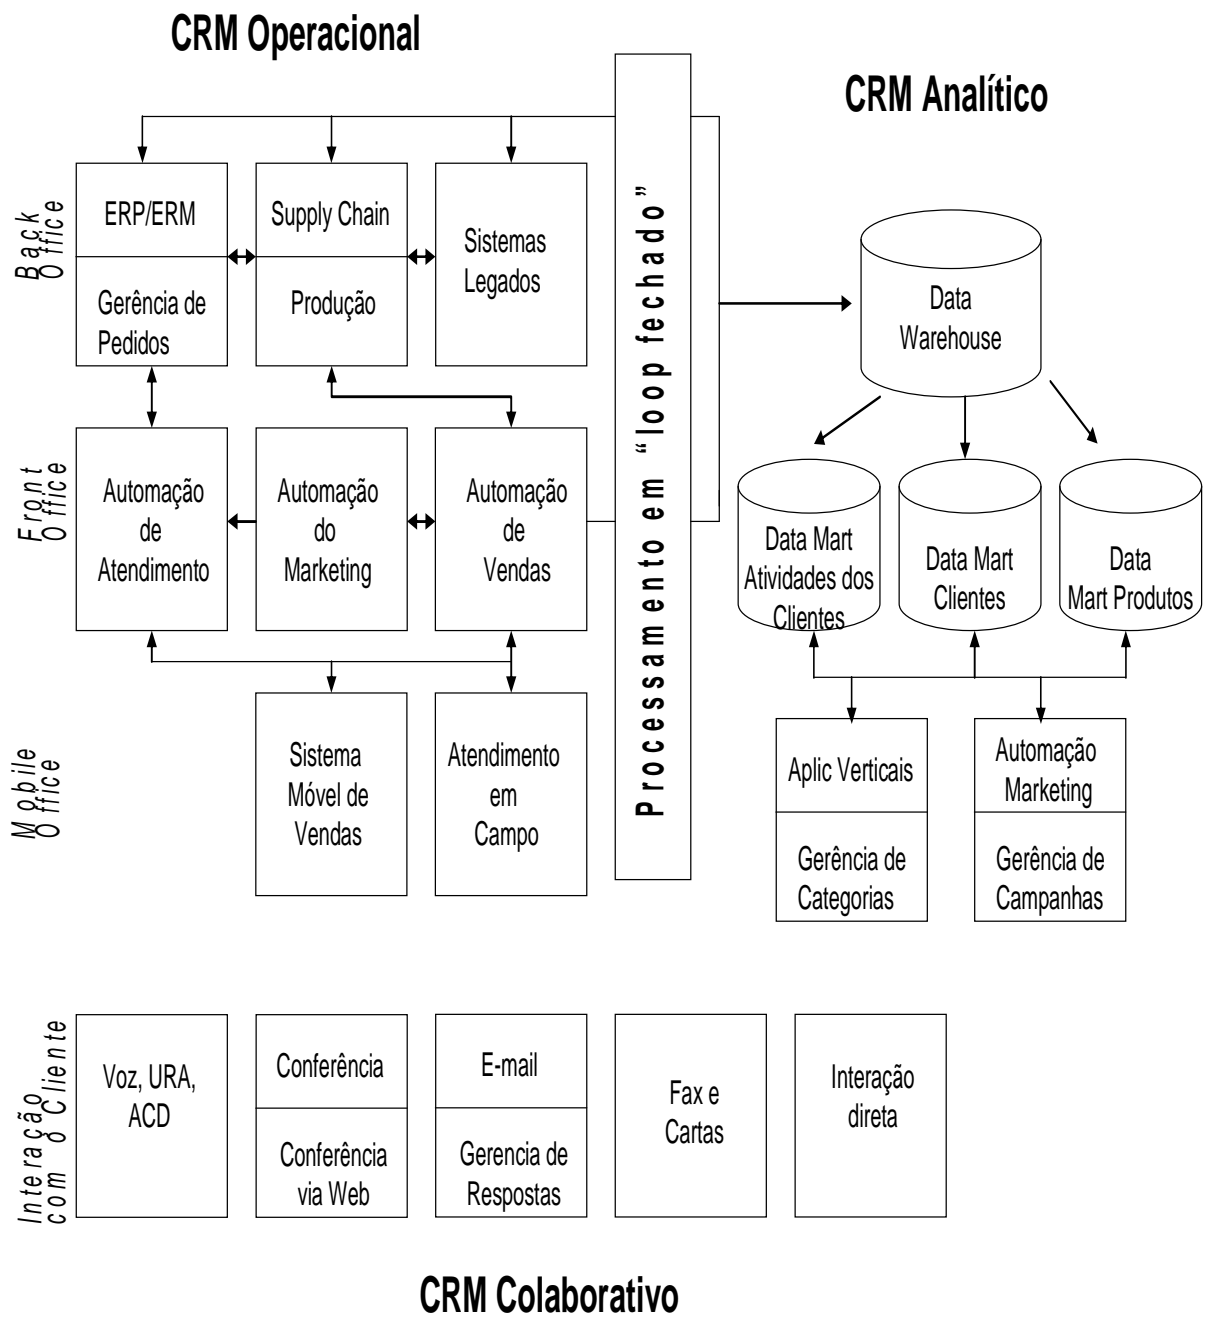 CRM Operacional
CRM Analítico
Back
Office
ERP/ERM
Gerência de
Pedidos
Supply Chain
Produção
Sistemas
Legados
Processamento em “loop fechado”
Data
Warehouse
Front
Office
Automação
de
Atendimento
Automação
do
Marketing
Automação
de
Vendas
Data Mart
Atividades dos
Clientes
Data Mart
Clientes
Data
Mart Produtos
Mobile
Office
Sistema
Móvel de
Vendas
Atendimento
em
Campo
Aplic Verticais
Gerência de
Categorias
Automação
Marketing
Gerência de
Campanhas
Interação
com o Cliente
Voz, URA,
ACD
Conferência
Conferência
via Web
E-mail
Gerencia de
Respostas
Fax e
Cartas
Interação
direta
CRM Colaborativo